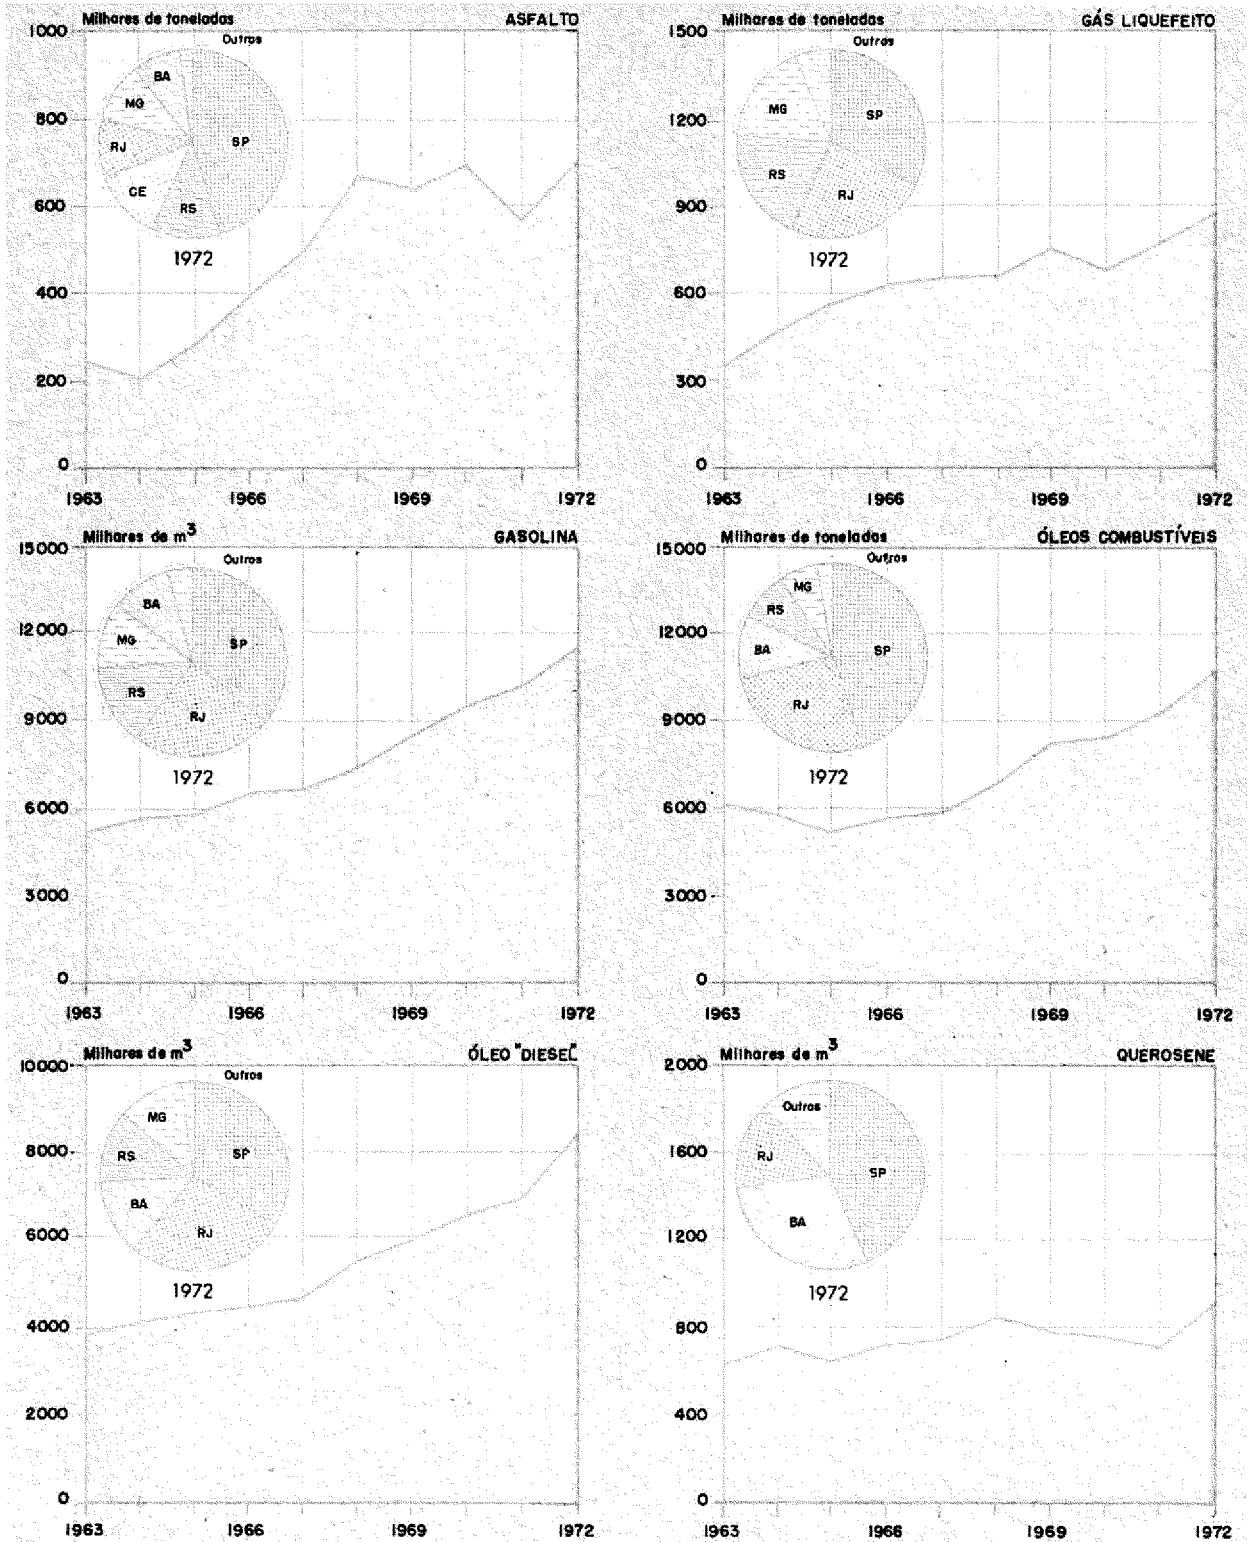 Milhares de toneladas ASFALTO
1000
800
600
400
200
0
Outros
BA
MG
SP
RJ
CE
RS
1972
1963 1966 1969 1972
Milhares de toneladas GÁS LIQUEFEITO
1500
1200
900
600
300
0
Outros
MG
SP
RS
RJ
1972
1963 1966 1969 1972
Milhares de m³ GASOLINA
15000
12000
9000
6000
3000
0
Outros
BA
MG
SP
RS
RJ
1972
1963 1966 1969 1972
Milhares de toneladas ÓLEOS COMBUSTÍVEIS
15000
12000
9000
6000
3000
0
Outros
MG
RS
BA
SP
RJ
1972
1963 1966 1969 1972
Milhares de m³ ÓLEO "DIESEL"
10000
8000
6000
4000
2000
0
Outros
MG
RS
SP
BA
RJ
1972
1963 1966 1969 1972
Milhares de m³ QUEROSENE
2000
1600
1200
800
400
0
Outros
RJ
SP
BA
1972
1963 1966 1969 1972